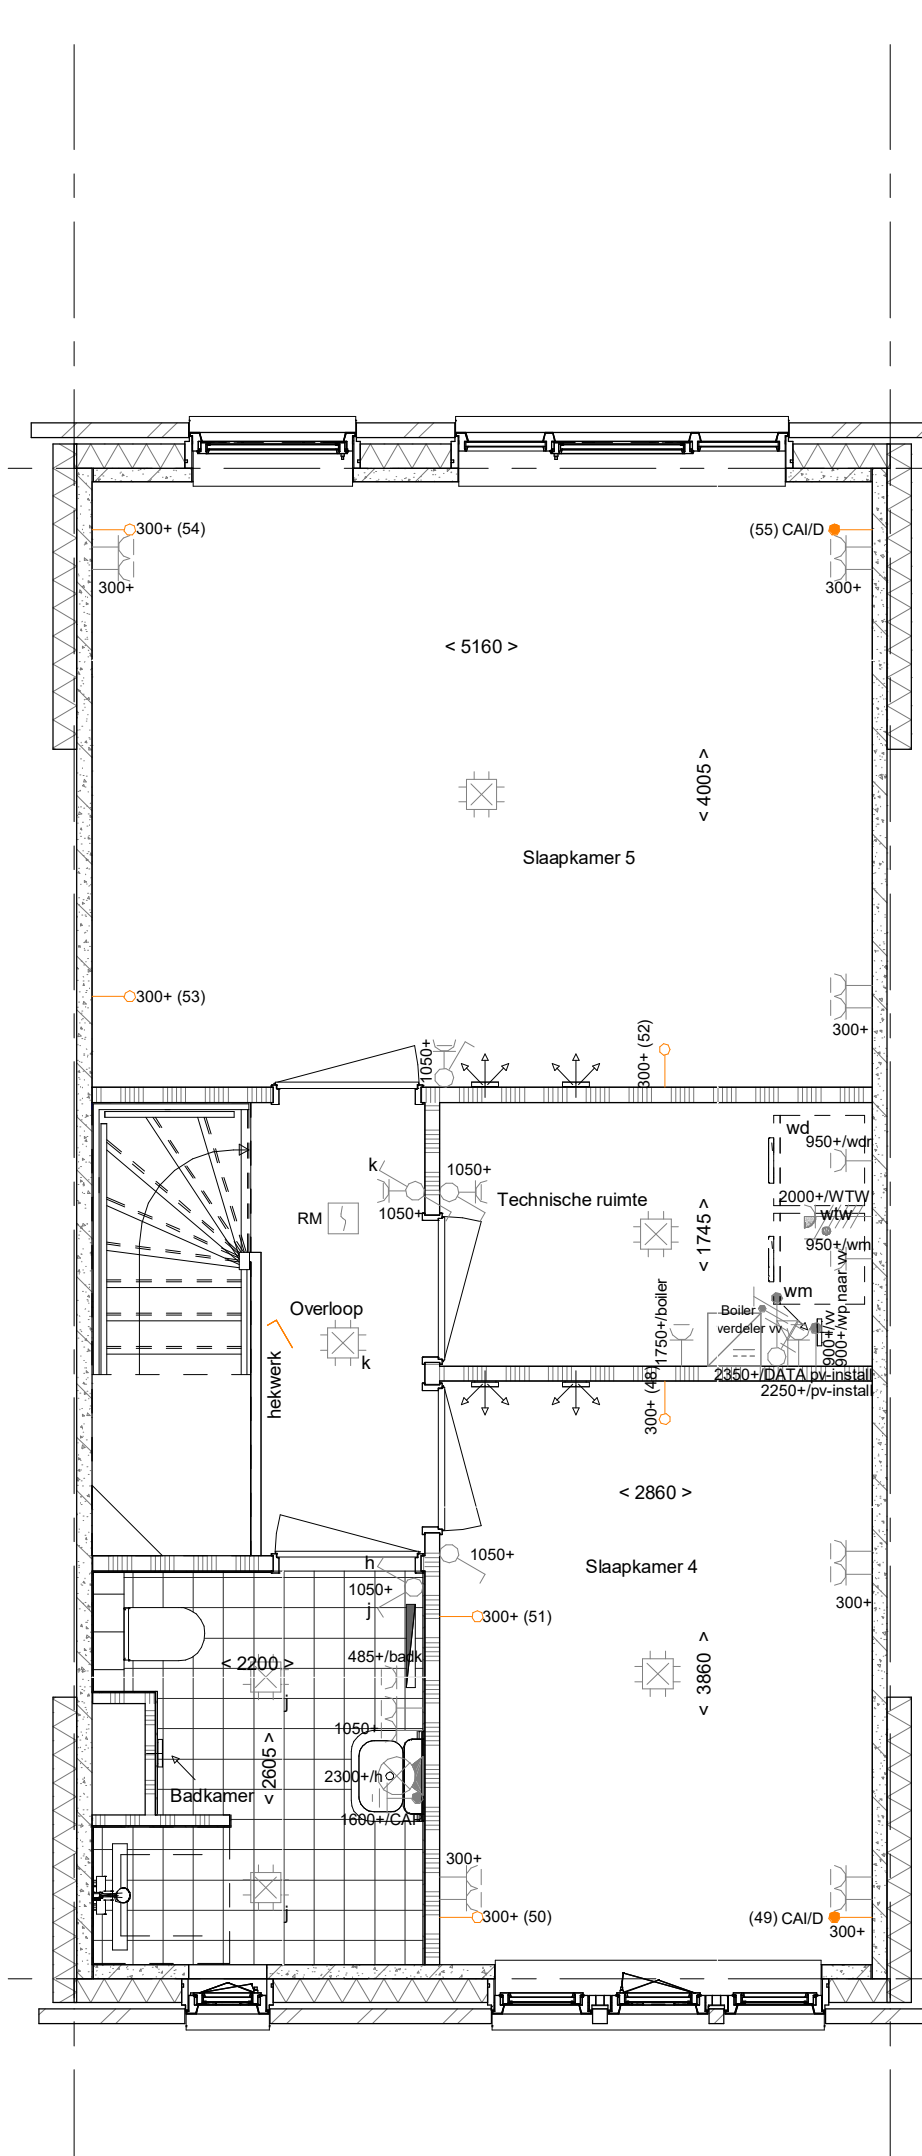 300+ (54)
300+
(55) CAI/D
300+
< 5160 >
< 4005 >
Slaapkamer 5
300+ (53)
300+
1050+
300+ (52)
k
1050+
1050+
RM
Technische ruimte
< 1745 >
wd
950+/wdr
2000+/WTW
wtw
950+/wm
wm
Overloop
k
hekwerk
1750+/boiler
Boiler
verdeler vv
900+/vv
900+/wp naar vv
2350+/DATA pv-install
2250+/pv-install
300+ (48)
< 2860 >
Slaapkamer 4
1050+
300+
h
1050+
j
300+ (51)
485+/badk
< 2200 >
j
< 3860 >
1050+
< 2605 >
2300+/h
Badkamer
1600+/CAP
300+
300+ (50)
j
(49) CAI/D
300+